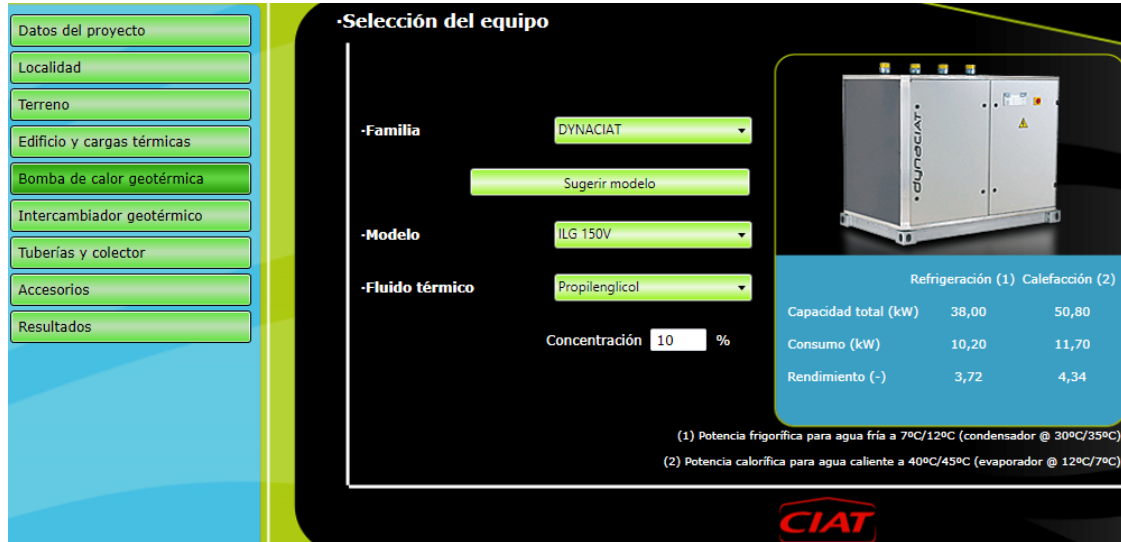 Datos del proyecto
Localidad
Terreno
Edificio y cargas térmicas
Bomba de calor geotérmica
Intercambiador geotérmico
Tuberías y colector
Accesorios
Resultados
·Selección del equipo
·Familia DYNACIAT
Sugerir modelo
·Modelo ILG 150V
·Fluido térmico Propilenglicol
Concentración 10 %
dynaciat
Refrigeración (1) Calefacción (2)
Capacidad total (kW) 38,00 50,80
Consumo (kW) 10,20 11,70
Rendimiento (-) 3,72 4,34
(1) Potencia frigorífica para agua fría a 7ºC/12ºC (condensador @ 30ºC/35ºC)
(2) Potencia calorífica para agua caliente a 40ºC/45ºC (evaporador @ 12ºC/7ºC)
CIAT